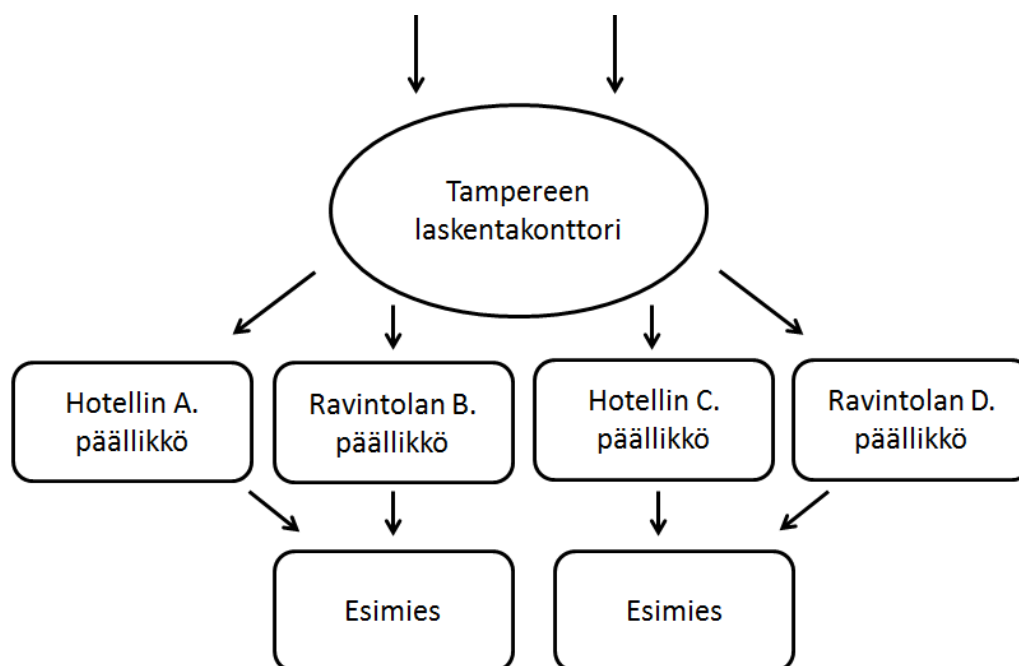 Tampereen
laskentakonttori
Hotellin A.
päällikkö
Ravintolan B.
päällikkö
Hotellin C.
päällikkö
Ravintolan D.
päällikkö
Esimies
Esimies